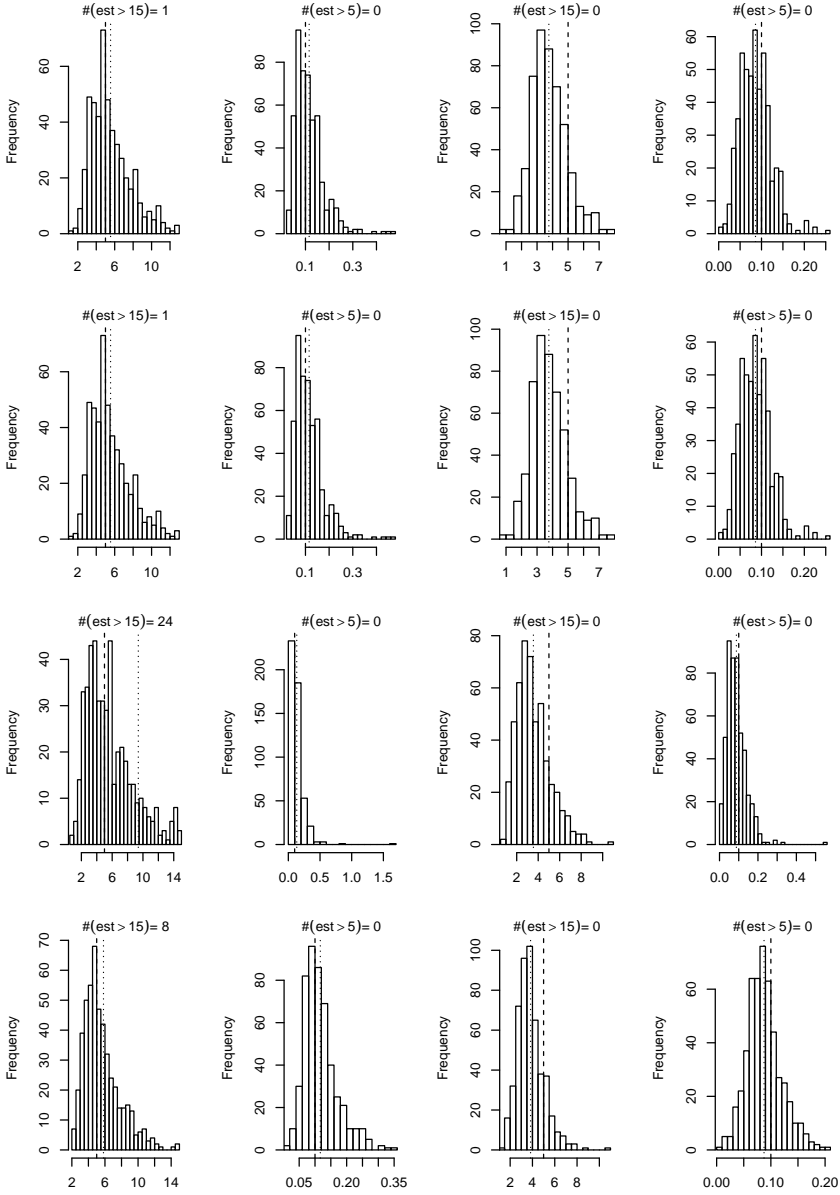 #(est > 15) = 1
#(est > 5) = 0
#(est > 15) = 0
#(est > 5) = 0
Frequency
0 20 40 60
2 6 10
Frequency
0 20 40 60 80
0.1 0.3
Frequency
0 20 40 60 80 100
1 3 5 7
Frequency
0 10 20 30 40 50 60
0.00 0.10 0.20
#(est > 15) = 1
#(est > 5) = 0
#(est > 15) = 0
#(est > 5) = 0
Frequency
0 20 40 60
2 6 10
Frequency
0 20 40 60 80
0.1 0.3
Frequency
0 20 40 60 80 100
1 3 5 7
Frequency
0 10 20 30 40 50 60
0.00 0.10 0.20
#(est > 15) = 24
#(est > 5) = 0
#(est > 15) = 0
#(est > 5) = 0
Frequency
0 10 20 30 40
2 6 10 14
Frequency
0 50 100 150 200
0.0 0.5 1.0 1.5
Frequency
0 20 40 60 80
2 4 6 8
Frequency
0 20 40 60 80
0.0 0.2 0.4
#(est > 15) = 8
#(est > 5) = 0
#(est > 15) = 0
#(est > 5) = 0
Frequency
0 10 20 30 40 50 60 70
2 4 6 8 10 14
Frequency
0 20 40 60 80
0.05 0.20 0.35
Frequency
0 20 40 60 80 100
2 4 6 8
Frequency
0 20 40 60
0.00 0.05 0.10 0.15 0.20